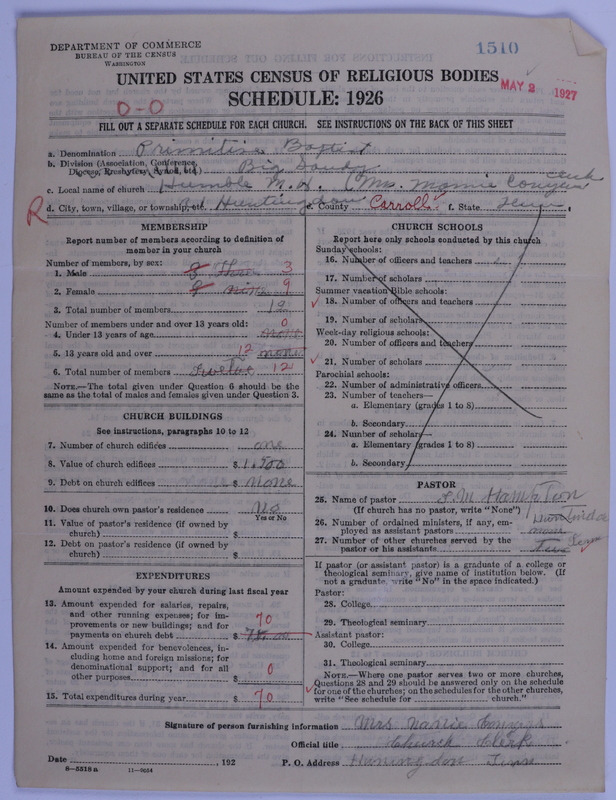 DEPARTMENT OF COMMERCE
BUREAU OF THE CENSUS
WASHINGTON
1510
UNITED STATES CENSUS OF RELIGIOUS BODIES
MAY 2 1927
SCHEDULE: 1926
0-0
FILL OUT A SEPARATE SCHEDULE FOR EACH CHURCH. SEE INSTRUCTIONS ON THE BACK OF THIS SHEET
a. Denomination Primitive Baptist
b. Division (Association, Conference, Diocese, Presbytery, Synod, etc.) Big Sandy
c. Local name of church Humble M.H. (Mrs. Mamie Clerk
R d. City, town, village, or township, etc. Huntingdon e. County Carroll f. State Tenn
MEMBERSHIP
Report number of members according to definition of
member in your church
Number of members, by sex:
1. Male 3
2. Female nine 9
3. Total number of members 12
Number of members under and over 13 years old: 0
4. Under 13 years of age none
5. 13 years old and over 12 none
6. Total number of members Twelve 12
NOTE.—The total given under Question 6 should be the
same as the total of males and females given under Question 3.
CHURCH BUILDINGS
See instructions, paragraphs 10 to 12
7. Number of church edifices one
8. Value of church edifices $ 1,500
9. Debt on church edifices $ none
10. Does church own pastor's residence No
Yes or No
11. Value of pastor's residence (if owned by
church) $
12. Debt on pastor's residence (if owned by
church) $
EXPENDITURES
Amount expended by your church during last fiscal year
13. Amount expended for salaries, repairs,
and other running expenses; for im-
provements or new buildings; and for
payments on church debt $ 70
14. Amount expended for benevolences, in-
cluding home and foreign missions; for
denominational support; and for all
other purposes $ 0
15. Total expenditures during year $ 70
CHURCH SCHOOLS
Report here only schools conducted by this church
Sunday schools:
16. Number of officers and teachers
17. Number of scholars
Summer vacation Bible schools:
18. Number of officers and teachers
19. Number of scholars
Week-day religious schools:
20. Number of officers and teachers
21. Number of scholars
Parochial schools:
22. Number of administrative officers
23. Number of teachers—
a. Elementary (grades 1 to 8)
b. Secondary
24. Number of scholars—
a. Elementary (grades 1 to 8)
b. Secondary
PASTOR
25. Name of pastor Hampton
(If church has no pastor, write "None")
26. Number of ordained ministers, if any, em-
ployed as assistant pastors
27. Number of other churches served by the
pastor or his assistants Tenn
If pastor (or assistant pastor) is a graduate of a college or
theological seminary, give name of institution below. (If
not a graduate, write "No" in the space indicated.)
Pastor:
28. College
29. Theological seminary
Assistant pastor:
30. College
31. Theological seminary
NOTE.—Where one pastor serves two or more churches,
Questions 28 and 29 should be answered only on the schedule
for one of the churches; on the schedules for the other churches,
write "See schedule for church."
Signature of person furnishing information Mrs
Official title Church Clerk
Date , 192 P. O. Address Huningdon Tenn
8-5518a 11-9034